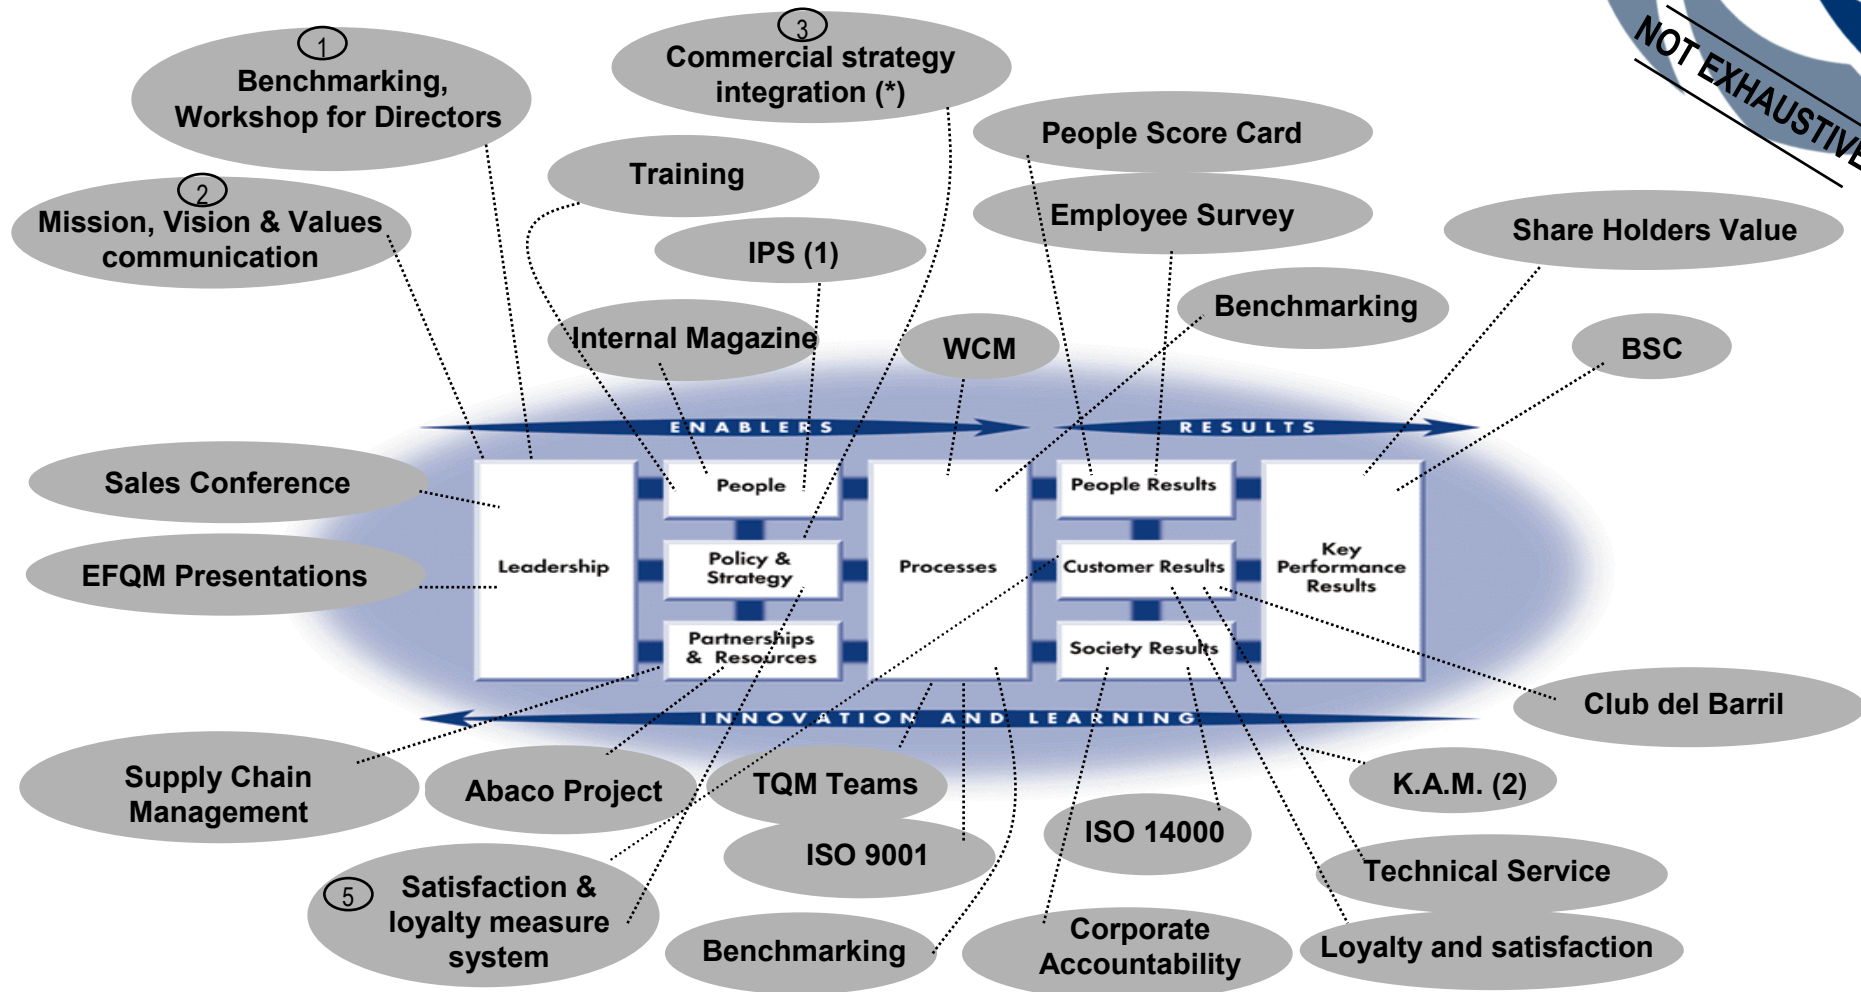 1
Benchmarking,
Workshop for Directors
3
Commercial strategy
integration (*)
NOT EXHAUSTIVE
People Score Card
Training
2
Mission, Vision & Values
communication
Employee Survey
Share Holders Value
IPS (1)
Benchmarking
Internal Magazine
WCM
BSC
ENABLERS
RESULTS
Sales Conference
People
People Results
EFQM Presentations
Leadership
Policy &
Strategy
Processes
Customer Results
Key
Performance
Results
Partnerships
& Resources
Society Results
INNOVATION AND LEARNING
Club del Barril
Supply Chain
Management
Abaco Project
TQM Teams
K.A.M. (2)
ISO 9001
ISO 14000
Technical Service
5
Satisfaction &
loyalty measure
system
Benchmarking
Corporate
Accountability
Loyalty and satisfaction